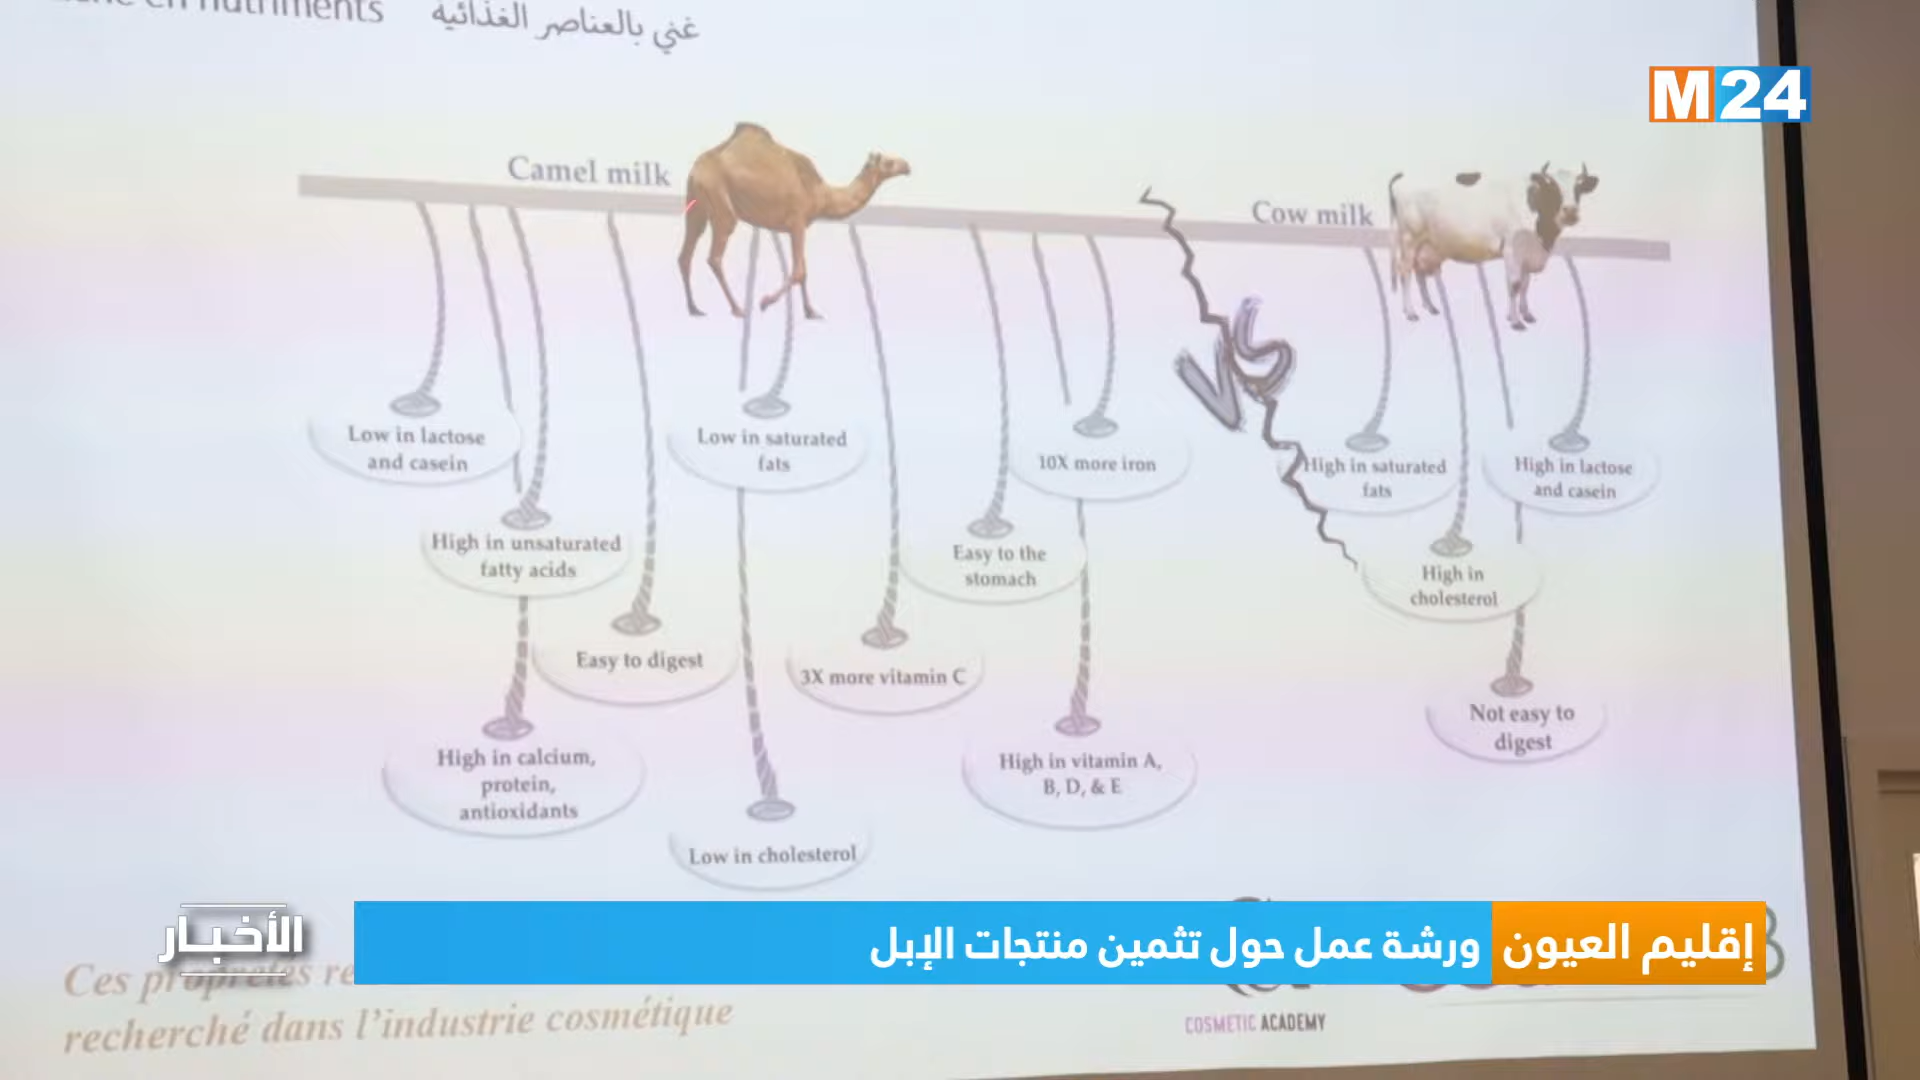 en nutriments غني بالعناصر الغذائية
M24
Camel milk
Cow milk
VS
Low in lactose
and casein
Low in saturated
fats
10X more iron
High in saturated
fats
High in lactose
and casein
High in unsaturated
fatty acids
Easy to the
stomach
High in
cholesterol
Easy to digest
3X more vitamin C
Not easy to
digest
High in calcium,
protein,
antioxidants
High in vitamin A,
B, D, & E
Low in cholesterol
الأخبار
إقليم العيون ورشة عمل حول تثمين منتجات الإبل
Ces propriétés
recherché dans l'industrie cosmétique
COSMETIC ACADEMY